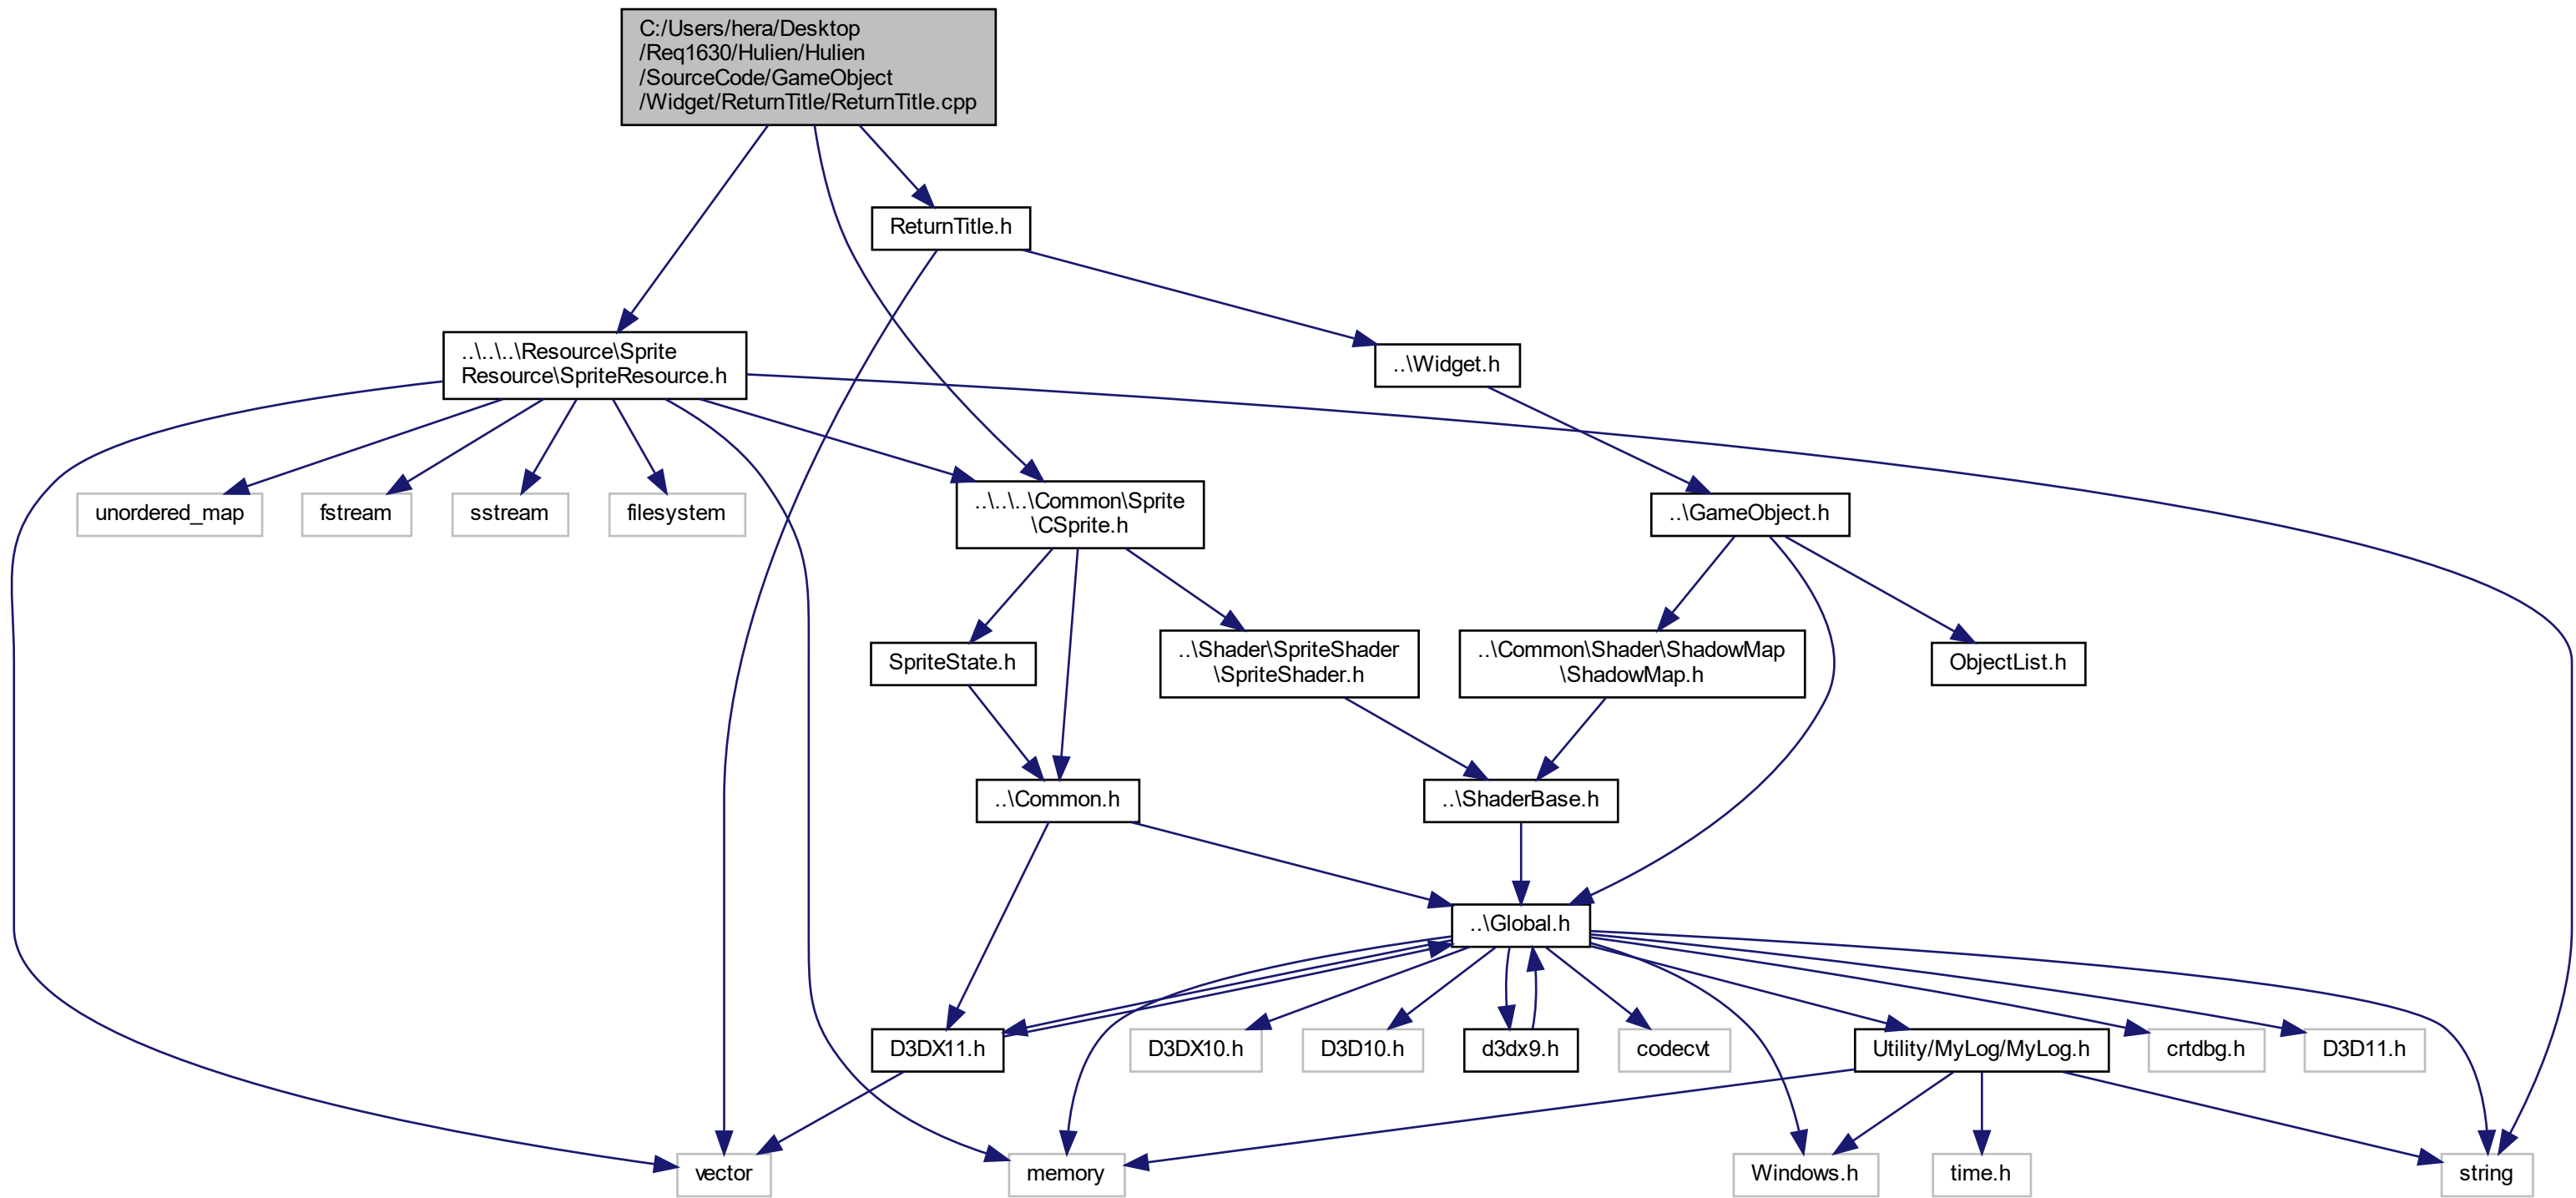 C:/Users/hera/Desktop
/Req1630/Hulien/Hulien
/SourceCode/GameObject
/Widget/ReturnTitle/ReturnTitle.cpp
ReturnTitle.h
..\..\..\Resource\Sprite
Resource\SpriteResource.h
..\Widget.h
unordered_map
fstream
sstream
filesystem
..\..\..\Common\Sprite
\CSprite.h
..\GameObject.h
SpriteState.h
..\Shader\SpriteShader
\SpriteShader.h
..\Common\Shader\ShadowMap
\ShadowMap.h
ObjectList.h
..\Common.h
..\ShaderBase.h
..\Global.h
D3DX11.h
D3DX10.h
D3D10.h
d3dx9.h
codecvt
Utility/MyLog/MyLog.h
crtdbg.h
D3D11.h
vector
memory
Windows.h
time.h
string